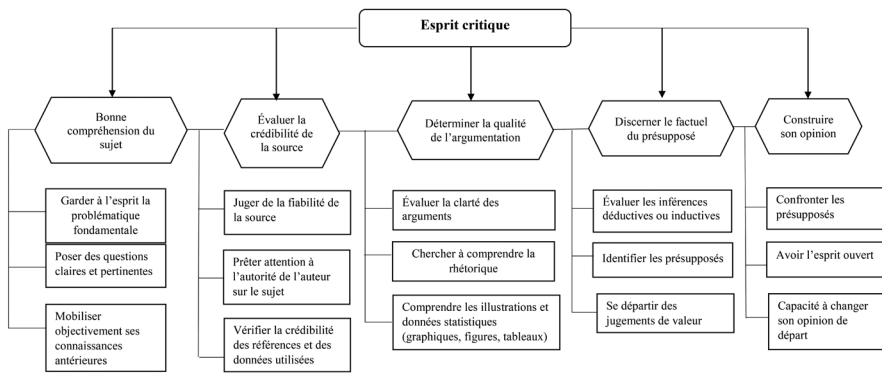 Esprit critique
Bonne
compréhension du
sujet
Évaluer la
crédibilité de
la source
Déterminer la qualité
de l'argumentation
Discerner le factuel
du présupposé
Construire
son opinion
Garder à l'esprit la
problématique
fondamentale
Poser des questions
claires et pertinentes
Mobiliser
objectivement ses
connaissances
antérieures
Juger de la fiabilité de
la source
Prêter attention à
l'autorité de l'auteur
sur le sujet
Vérifier la crédibilité
des références et des
données utilisées
Évaluer la clarté des
arguments
Chercher à comprendre la
rhétorique
Comprendre les illustrations et
données statistiques
(graphiques, figures, tableaux)
Évaluer les inférences
déductives ou inductives
Identifier les présupposés
Se départir des
jugements de valeur
Confronter les
présupposés
Avoir l'esprit ouvert
Capacité à changer
son opinion de
départ